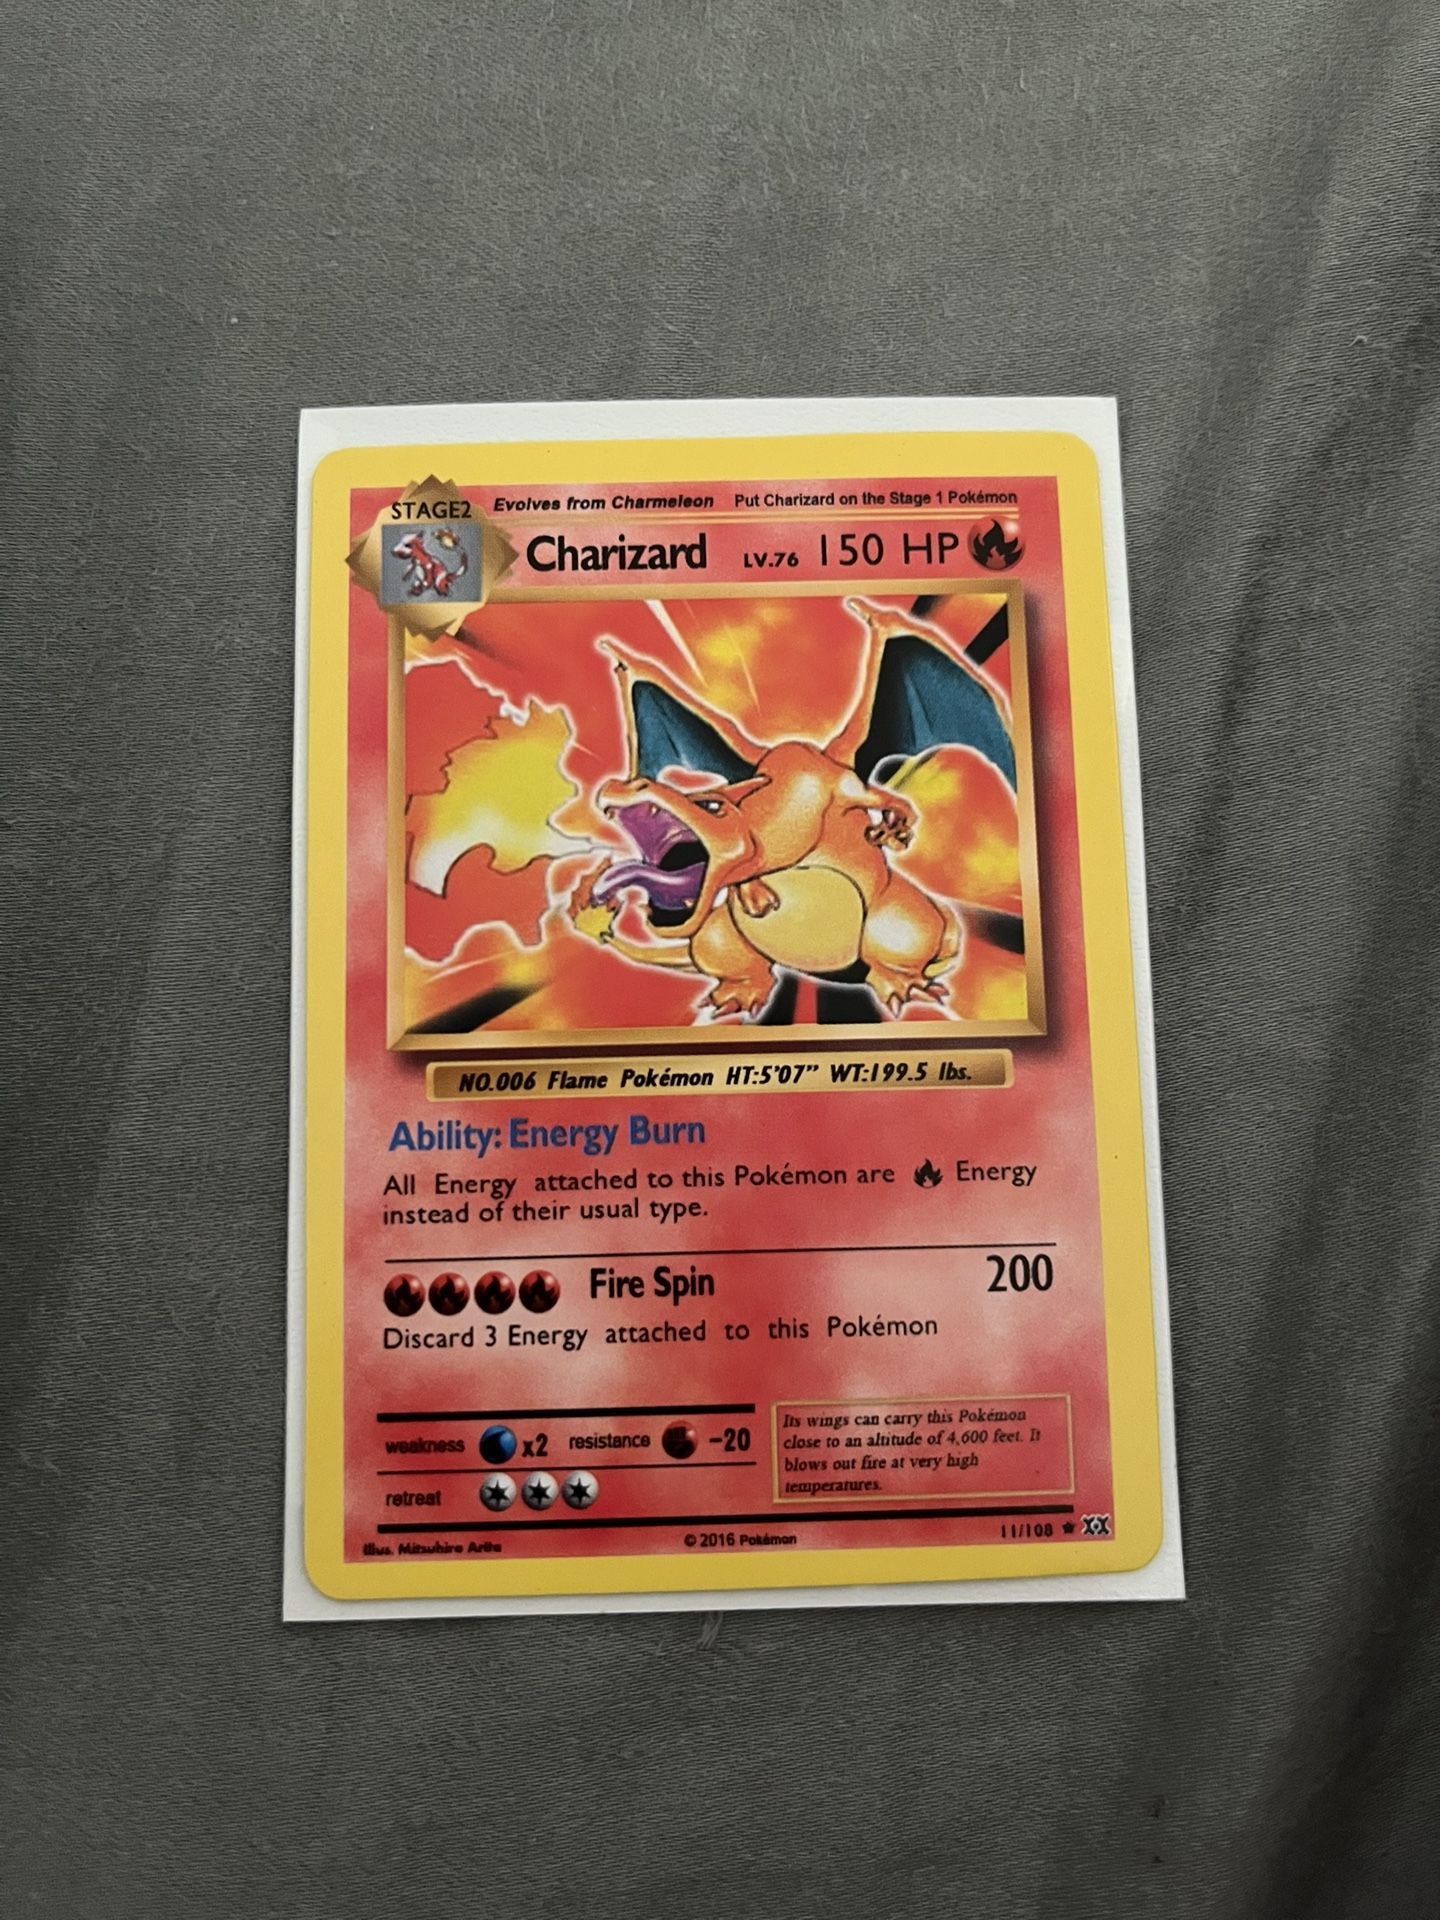 STAGE2 Evolves from Charmeleon Put Charizard on the Stage 1 Pokémon
Charizard LV.76 150 HP
NO.006 Flame Pokémon HT:5'07” WT:199.5 lbs.
Ability: Energy Burn
All Energy attached to this Pokémon are Energy
instead of their usual type.
Fire Spin 200
Discard 3 Energy attached to this Pokémon
weakness x2 resistance -20
retreat
Its wings can carry this Pokémon
close to an altitude of 4,600 feet. It
blows out fire at very high
temperatures.
Illus. Mitsuhiro Arita © 2016 Pokémon 11/108 ★ XY